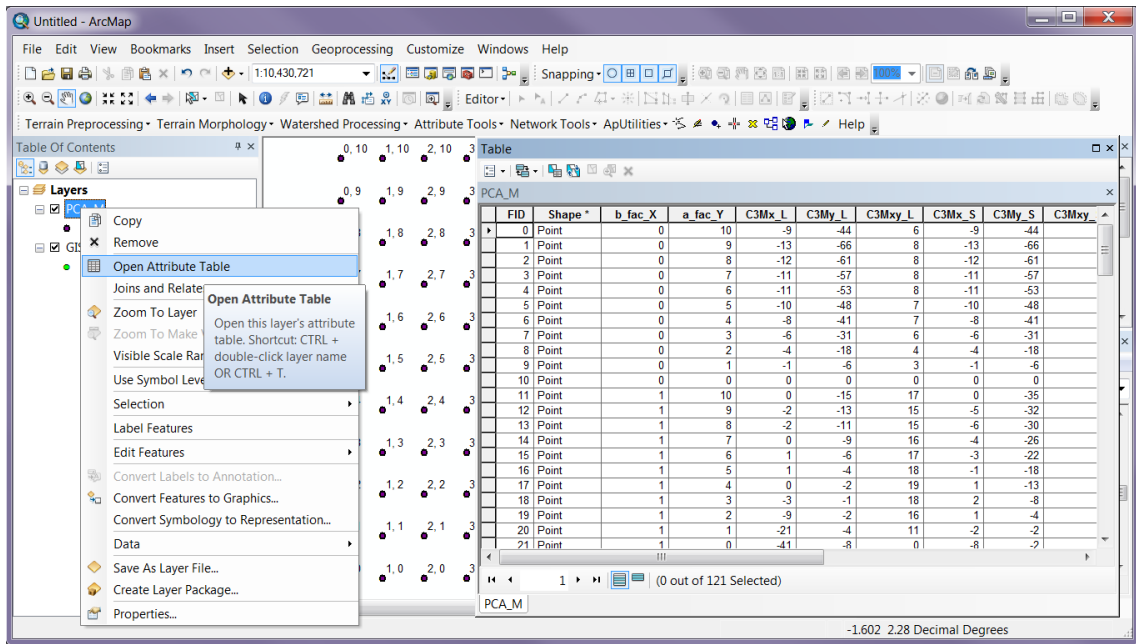 Untitled - ArcMap
File Edit View Bookmarks Insert Selection Geoprocessing Customize Windows Help
1:10,430,721 Snapping 100%
Editor
Terrain Preprocessing Terrain Morphology Watershed Processing Attribute Tools Network Tools ApUtilities Help
Table Of Contents
Layers
PCA_M
GIS
Copy
Remove
Open Attribute Table
Joins and Relate
Zoom To Layer
Zoom To Make
Visible Scale Ran
Use Symbol Leve
Selection
Label Features
Edit Features
Convert Labels to Annotation...
Convert Features to Graphics...
Convert Symbology to Representation...
Data
Save As Layer File...
Create Layer Package...
Properties...
Open Attribute Table
Open this layer's attribute
table. Shortcut: CTRL +
double-click layer name
OR CTRL + T.
0, 10 1, 10 2, 10 3
0, 9 1, 9 2, 9 3
1, 8 2, 8 3
1, 7 2, 7 3
1, 6 2, 6 3
1, 5 2, 5 3
1, 4 2, 4 3
1, 3 2, 3 3
1, 2 2, 2 3
1, 1 2, 1 3
1, 0 2, 0 3
Table
PCA_M
FID Shape * b_fac_X a_fac_Y C3Mx_L C3My_L C3Mxy_L C3Mx_S C3My_S C3Mxy_
0 Point 0 10 -9 -44 6 -9 -44
1 Point 0 9 -13 -66 8 -13 -66
2 Point 0 8 -12 -61 8 -12 -61
3 Point 0 7 -11 -57 8 -11 -57
4 Point 0 6 -11 -53 8 -11 -53
5 Point 0 5 -10 -48 7 -10 -48
6 Point 0 4 -8 -41 7 -8 -41
7 Point 0 3 -6 -31 6 -6 -31
8 Point 0 2 -4 -18 4 -4 -18
9 Point 0 1 -1 -6 3 -1 -6
10 Point 0 0 0 0 0 0 0
11 Point 1 10 0 -15 17 0 -35
12 Point 1 9 -2 -13 15 -5 -32
13 Point 1 8 -2 -11 15 -6 -30
14 Point 1 7 0 -9 16 -4 -26
15 Point 1 6 1 -6 17 -3 -22
16 Point 1 5 1 -4 18 -1 -18
17 Point 1 4 0 -2 19 1 -13
18 Point 1 3 -3 -1 18 2 -8
19 Point 1 2 -9 -2 16 1 -4
20 Point 1 1 -21 -4 11 -2 -2
21 Point 1 0 -41 -8 0 -8 -2
1 (0 out of 121 Selected)
PCA_M
-1.602 2.28 Decimal Degrees